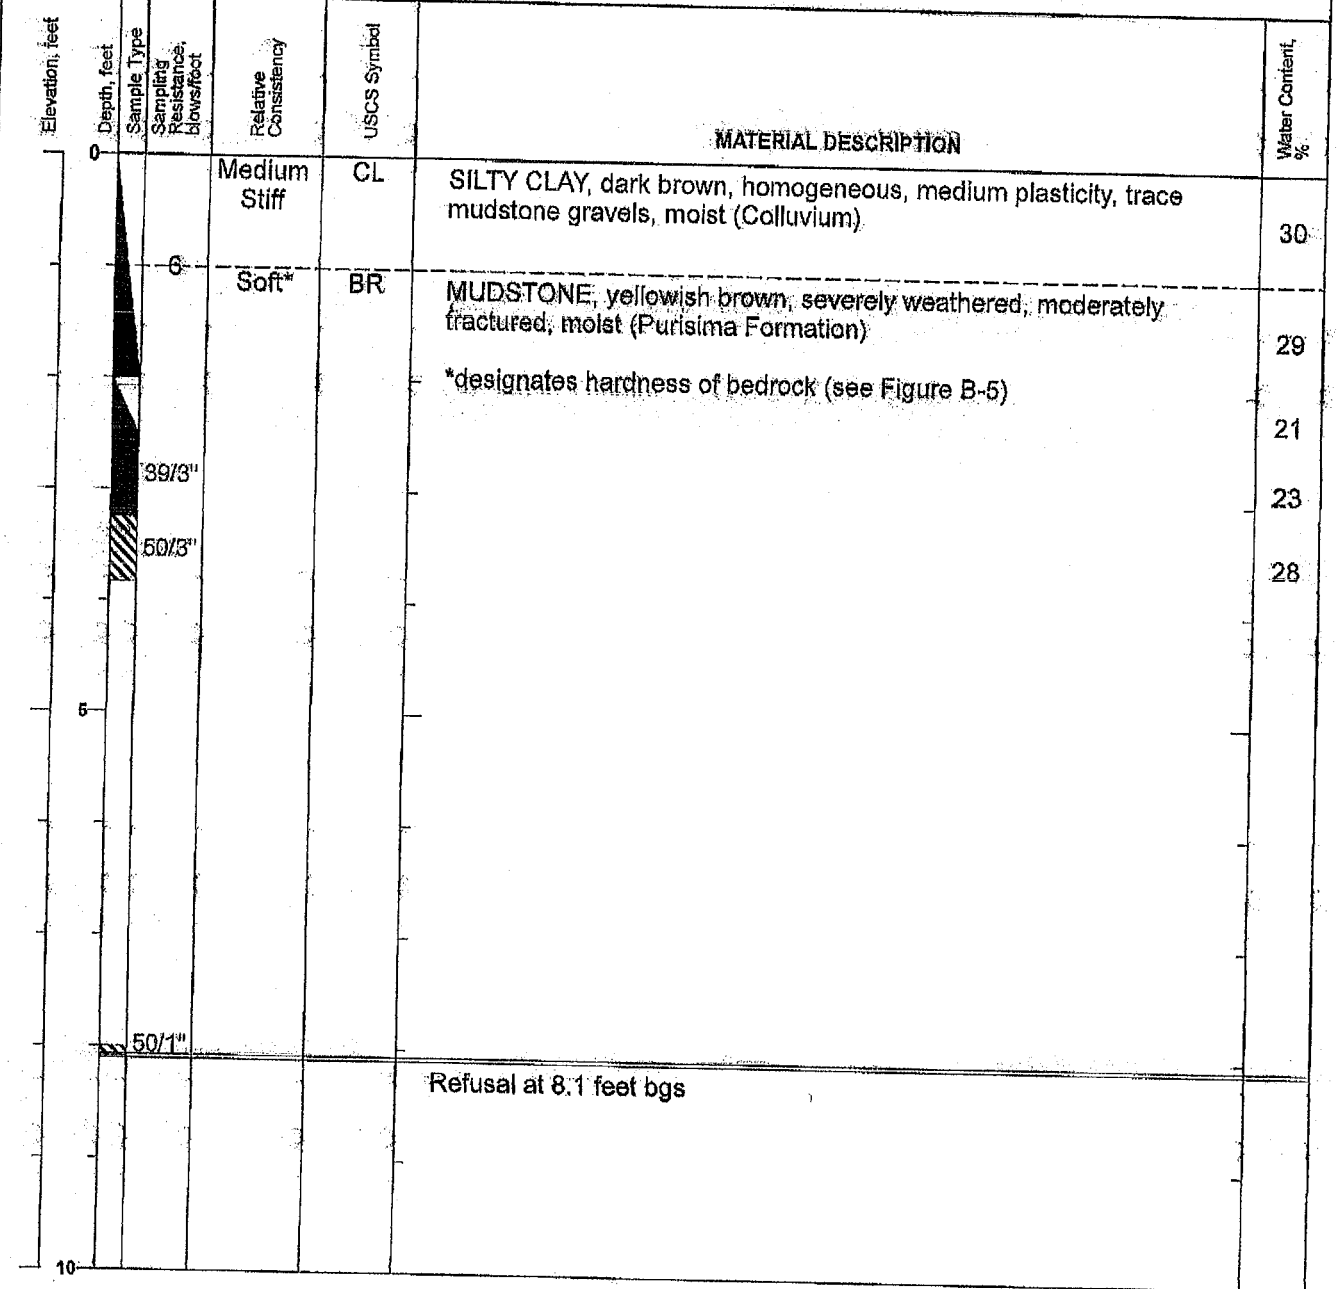 Elevation, feet
Depth, feet
Sample Type
Sampling
Resistance,
blows/foot
Relative
Consistency
USCS Symbol
MATERIAL DESCRIPTION
Water Content,
%
0
Medium
Stiff
CL
SILTY CLAY, dark brown, homogeneous, medium plasticity, trace
mudstone gravels, moist (Colluvium)
30
6
Soft*
BR
MUDSTONE, yellowish brown, severely weathered, moderately
fractured, moist (Purisima Formation)
29
*designates hardness of bedrock (see Figure B-5)
21
39/3"
23
50/3"
28
5
50/1"
Refusal at 8.1 feet bgs
10